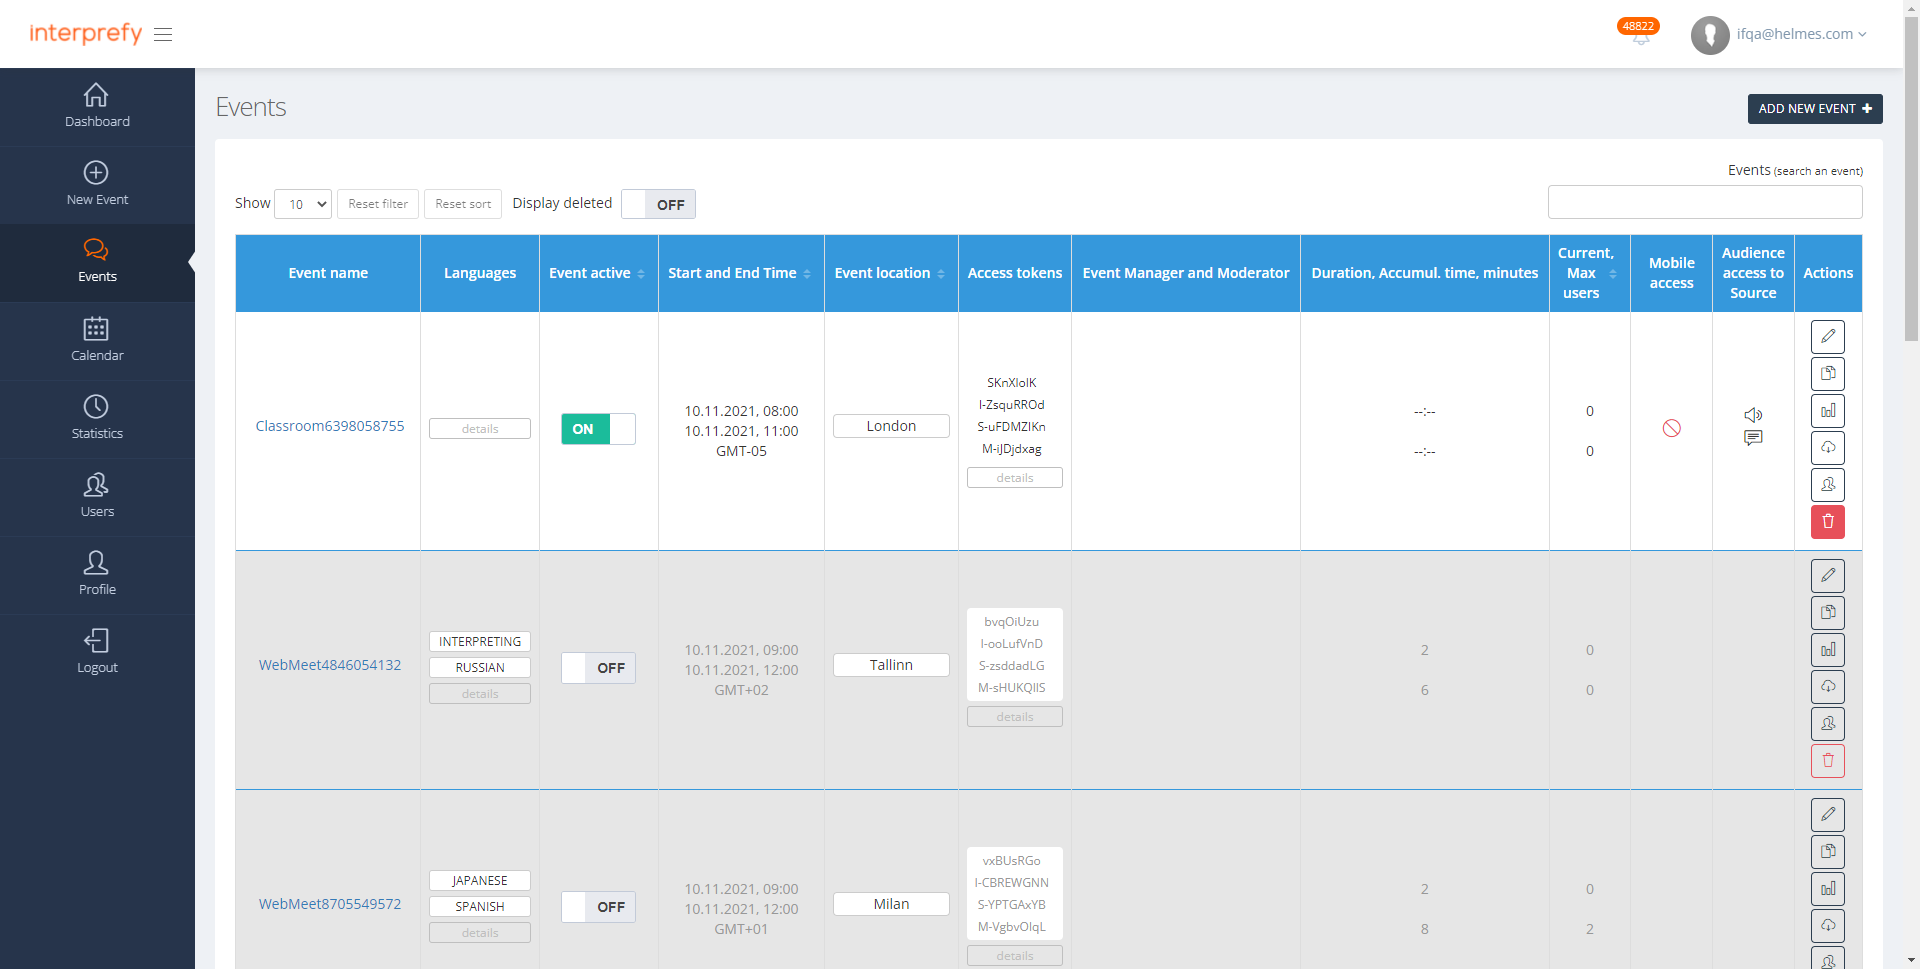 interprefy
48822
ifqa@helmes.com
Dashboard
New Event
Events
Calendar
Statistics
Users
Profile
Logout
Events
ADD NEW EVENT
Events (search an event)
Show 10 Reset filter Reset sort Display deleted OFF
Event name Languages Event active Start and End Time Event location Access tokens Event Manager and Moderator Duration, Accumul. time, minutes Current, Max users Mobile access Audience access to Source Actions
Classroom6398058755
details
ON
10.11.2021, 08:00
10.11.2021, 11:00
GMT-05
London
SKnXloIK
I-ZsquRROd
S-uFDMZlKn
M-iJDjdxag
details
--:--
--:--
0
0
WebMeet4846054132
INTERPRETING
RUSSIAN
details
OFF
10.11.2021, 09:00
10.11.2021, 12:00
GMT+02
Tallinn
bvqOiUzu
I-ooLufVnD
S-zsddadLG
M-sHUKQIIS
details
2
6
0
0
WebMeet8705549572
JAPANESE
SPANISH
details
OFF
10.11.2021, 09:00
10.11.2021, 12:00
GMT+01
Milan
vxBUsRGo
I-CBREWGNN
S-YPTGAxYB
M-VgbvOlqL
details
2
8
0
2